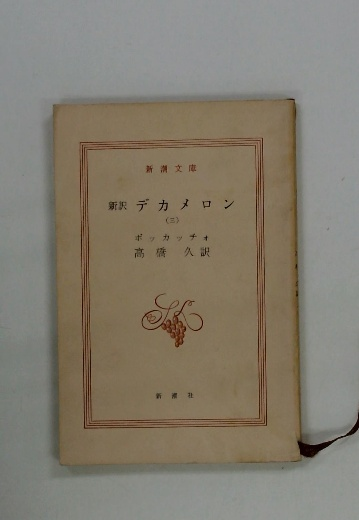 新潮文庫
新訳 デカメロン
(三)
ボッカッチォ
高橋 久訳
新潮社